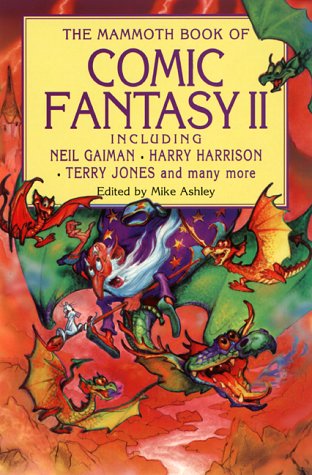 THE MAMMOTH BOOK OF
COMIC
FANTASY II
INCLUDING
NEIL GAIMAN • HARRY HARRISON
• TERRY JONES and many more
Edited by Mike Ashley